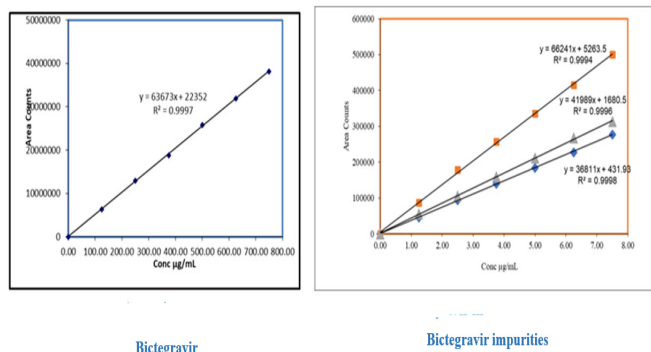 50000000
40000000
30000000
20000000
10000000
0
Area Counts
y = 63673x + 22352
R² = 0.9997
0.00 100.00 200.00 300.00 400.00 500.00 600.00 700.00 800.00
Conc µg/mL
Bictegravir
600000
500000
400000
300000
200000
100000
0
Area Counts
y = 66241x + 5263.5
R² = 0.9994
y = 41989x + 1680.5
R² = 0.9996
y = 36811x + 431.93
R² = 0.9998
0.00 1.00 2.00 3.00 4.00 5.00 6.00 7.00 8.00
Conc µg/mL
Bictegravir impurities